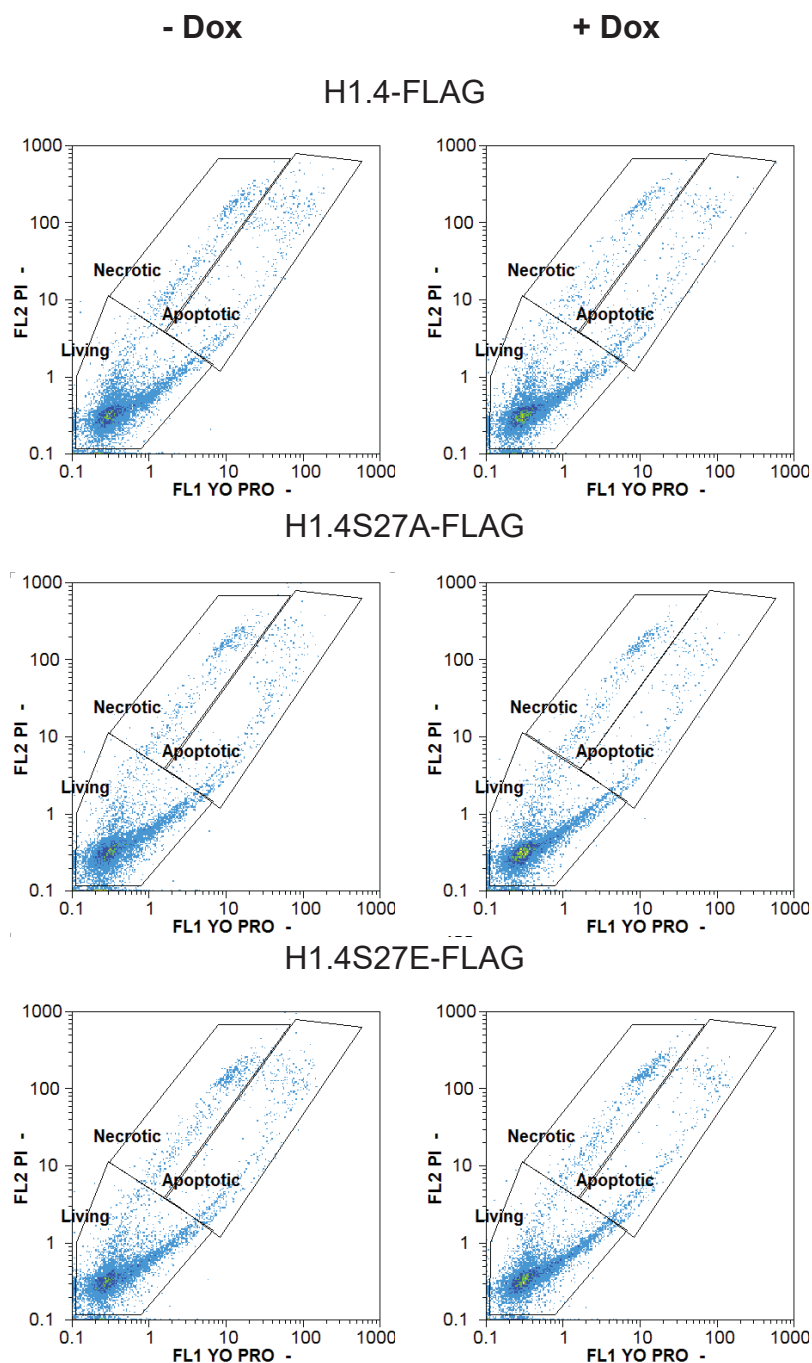 - Dox + Dox
H1.4-FLAG
1000 1000
100 100
Necrotic Necrotic
10 10
Apoptotic Apoptotic
Living Living
1 1
0.1 0.1
0.1 1 10 100 1000 0.1 1 10 100 1000
FL2 PI - FL2 PI -
FL1 YO PRO - FL1 YO PRO -
H1.4S27A-FLAG
1000 1000
100 100
Necrotic Necrotic
10 10
Apoptotic Apoptotic
Living Living
1 1
0.1 0.1
0.1 1 10 100 1000 0.1 1 10 100 1000
FL2 PI - FL2 PI -
FL1 YO PRO - FL1 YO PRO -
H1.4S27E-FLAG
1000 1000
100 100
Necrotic Necrotic
10 10
Apoptotic Apoptotic
Living Living
1 1
0.1 0.1
0.1 1 10 100 1000 0.1 1 10 100 1000
FL2 PI - FL2 PI -
FL1 YO PRO - FL1 YO PRO -